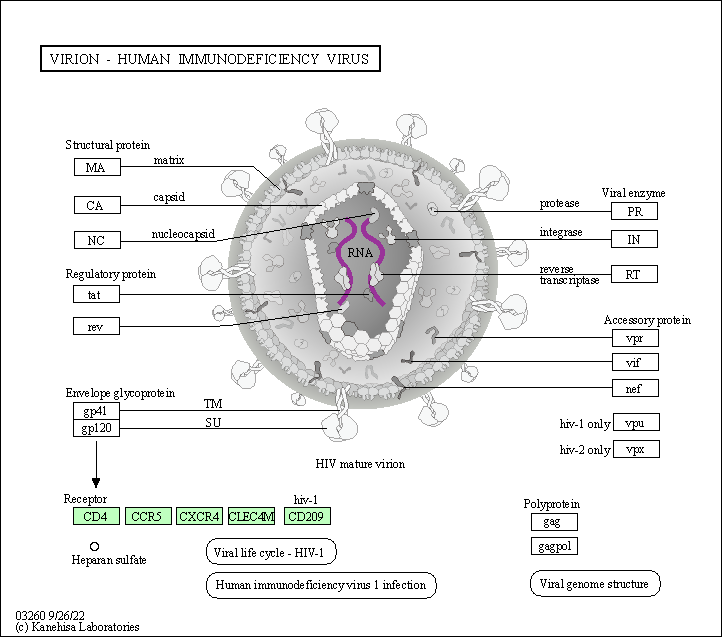 VIRION - HUMAN IMMUNODEFICIENCY VIRUS
Structural protein
MA
matrix
CA
capsid
NC
nucleocapsid
Regulatory protein
tat
rev
RNA
Viral enzyme
protease
PR
integrase
IN
reverse
transcriptase
RT
Accessory protein
vpr
vif
nef
hiv-1 only
vpu
hiv-2 only
vpx
Envelope glycoprotein
gp41
TM
gp120
SU
HIV mature virion
Receptor
hiv-1
CD4
CCR5
CXCR4
CLEC4M
CD209
Heparan sulfate
Viral life cycle - HIV-1
Human immunodeficiency virus 1 infection
Polyprotein
gag
gagpol
Viral genome structure
03260 9/26/22
(c) Kanehisa Laboratories